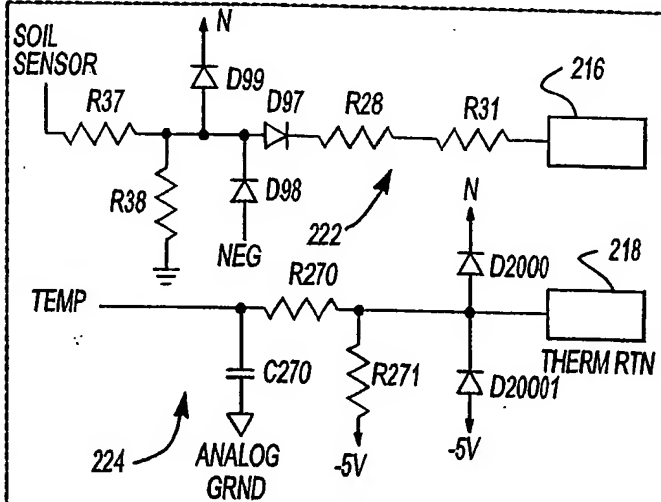 SOIL
SENSOR
R37
N
D99
D97
R28
R31
216
R38
D98
NEG
222
N
218
TEMP
R270
D2000
C270
R271
D20001
THERM RTN
224
ANALOG
GRND
-5V
-5V